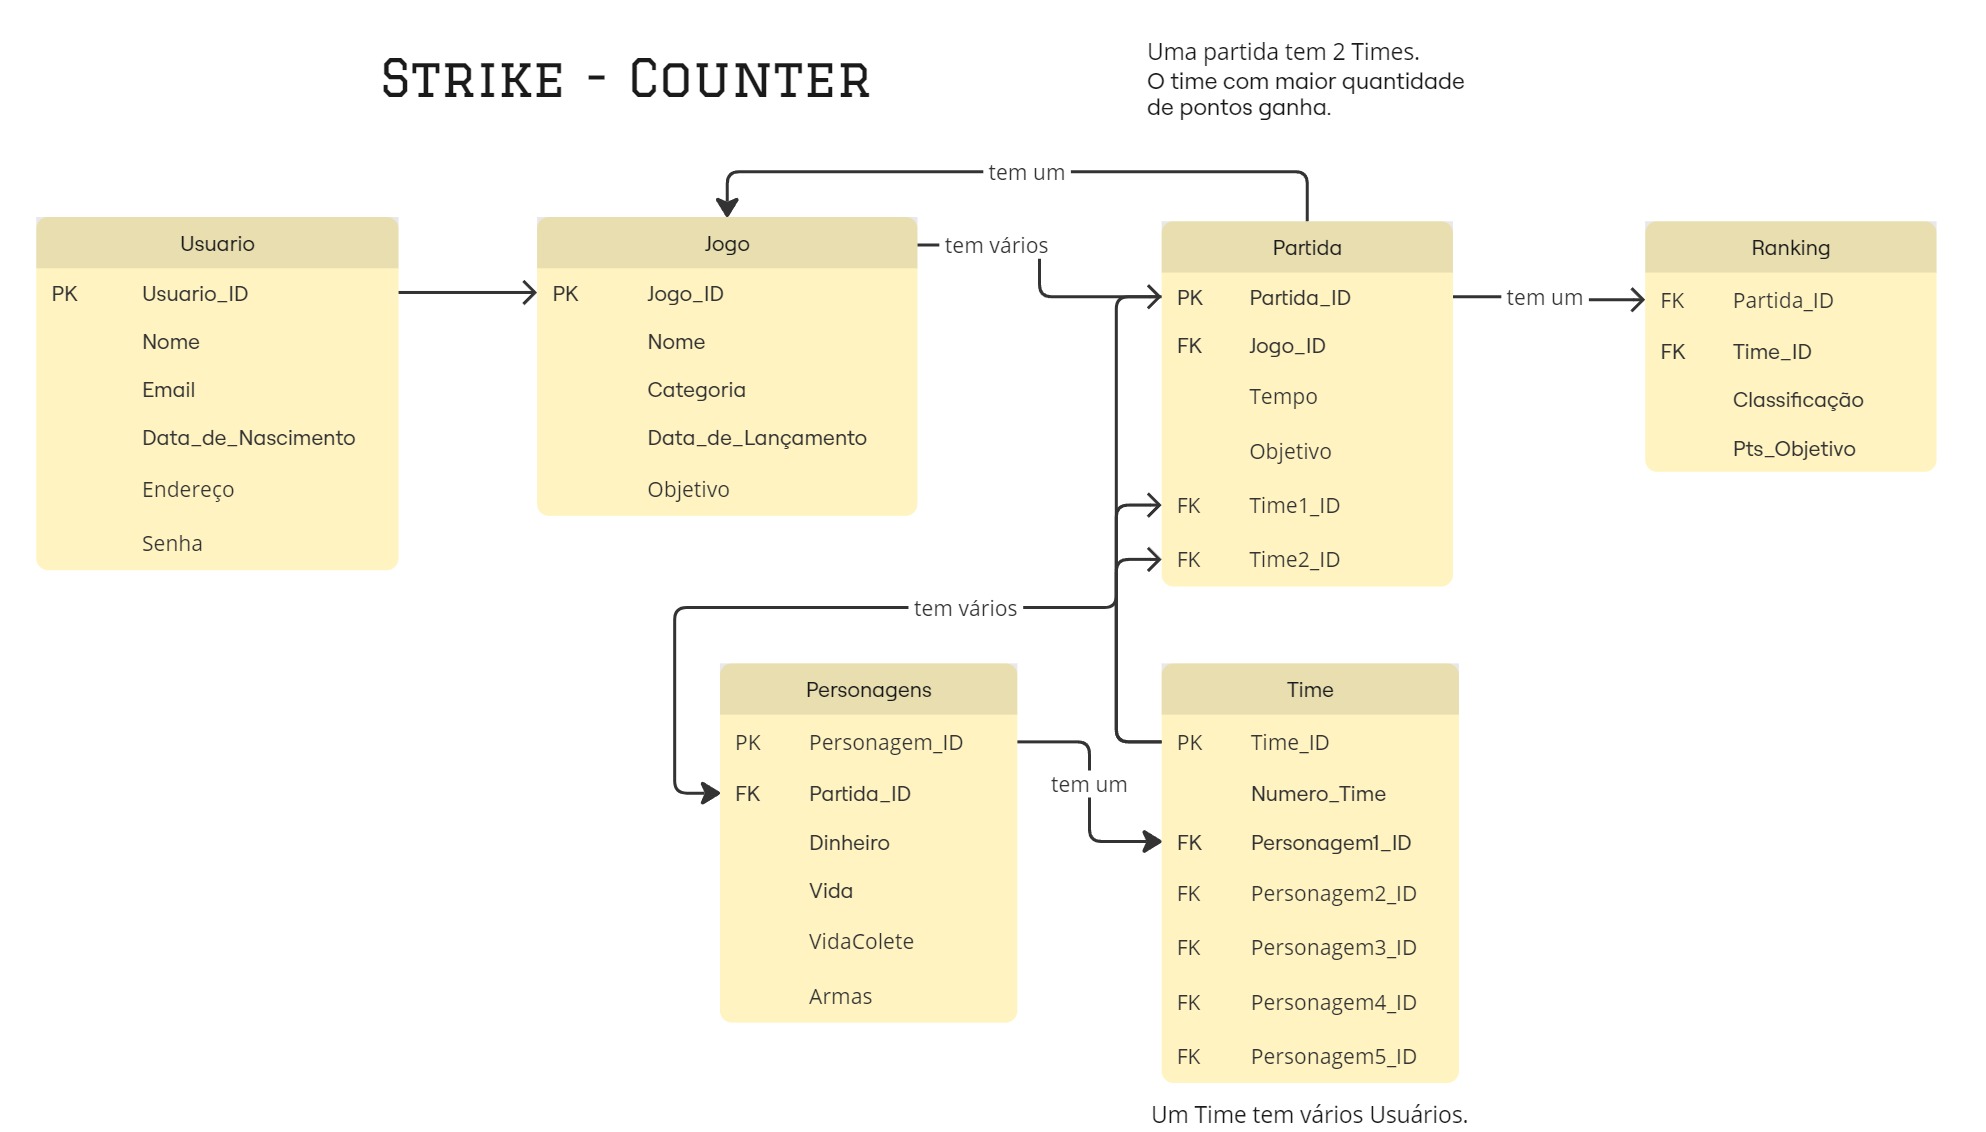 STRIKE - COUNTER
Uma partida tem 2 Times.
O time com maior quantidade
de pontos ganha.
tem um
Usuario
PK Usuario_ID
Nome
Email
Data_de_Nascimento
Endereço
Senha
Jogo
PK Jogo_ID
Nome
Categoria
Data_de_Lançamento
Objetivo
tem vários
Partida
PK Partida_ID
FK Jogo_ID
Tempo
Objetivo
FK Time1_ID
FK Time2_ID
tem um
Ranking
FK Partida_ID
FK Time_ID
Classificação
Pts_Objetivo
tem vários
Personagens
PK Personagem_ID
FK Partida_ID
Dinheiro
Vida
VidaColete
Armas
tem um
Time
PK Time_ID
Numero_Time
FK Personagem1_ID
FK Personagem2_ID
FK Personagem3_ID
FK Personagem4_ID
FK Personagem5_ID
Um Time tem vários Usuários.